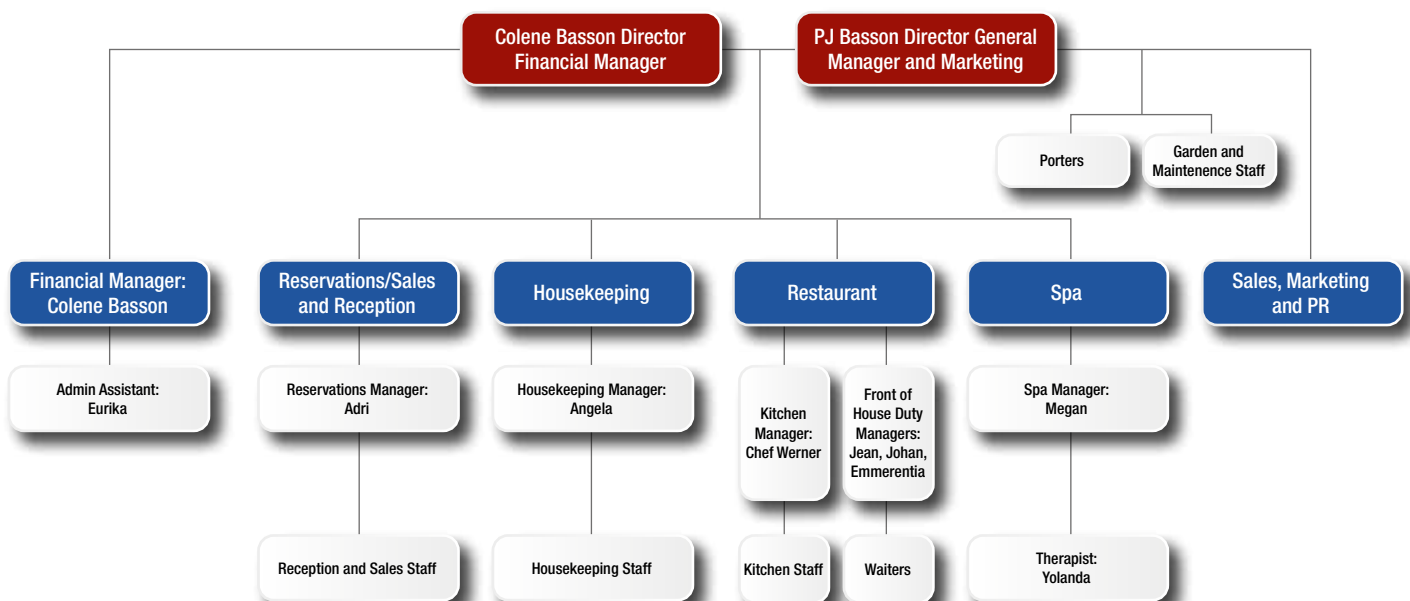 Colene Basson Director
Financial Manager
PJ Basson Director General
Manager and Marketing
Porters
Garden and
Maintenence Staff
Financial Manager:
Colene Basson
Reservations/Sales
and Reception
Housekeeping
Restaurant
Spa
Sales, Marketing
and PR
Admin Assistant:
Eurika
Reservations Manager:
Adri
Housekeeping Manager:
Angela
Kitchen
Manager:
Chef Werner
Front of
House Duty
Managers:
Jean, Johan,
Emmerentia
Spa Manager:
Megan
Reception and Sales Staff
Housekeeping Staff
Kitchen Staff
Waiters
Therapist:
Yolanda